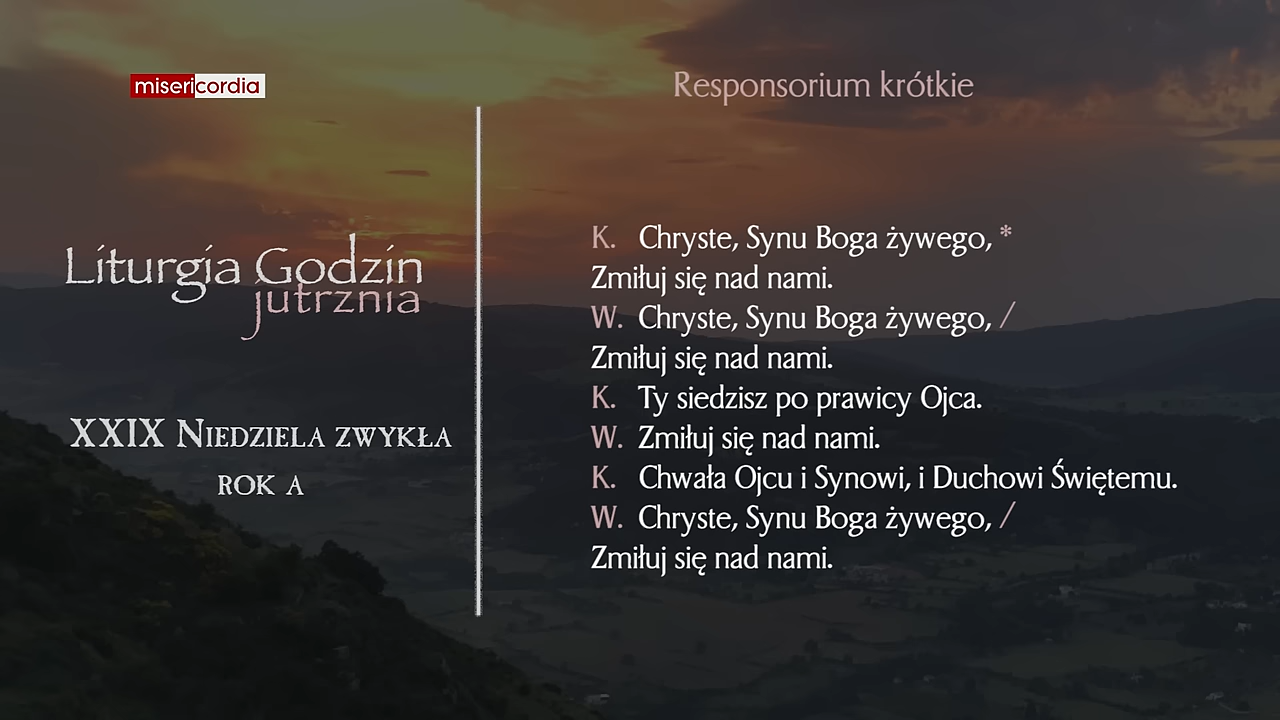 misericordia
Liturgia Godzin
jutrznia
XXIX Niedziela zwykła
rok A
Responsorium krótkie
K. Chryste, Synu Boga żywego, *
Zmiłuj się nad nami.
W. Chryste, Synu Boga żywego, /
Zmiłuj się nad nami.
K. Ty siedzisz po prawicy Ojca.
W. Zmiłuj się nad nami.
K. Chwała Ojcu i Synowi, i Duchowi Świętemu.
W. Chryste, Synu Boga żywego, /
Zmiłuj się nad nami.